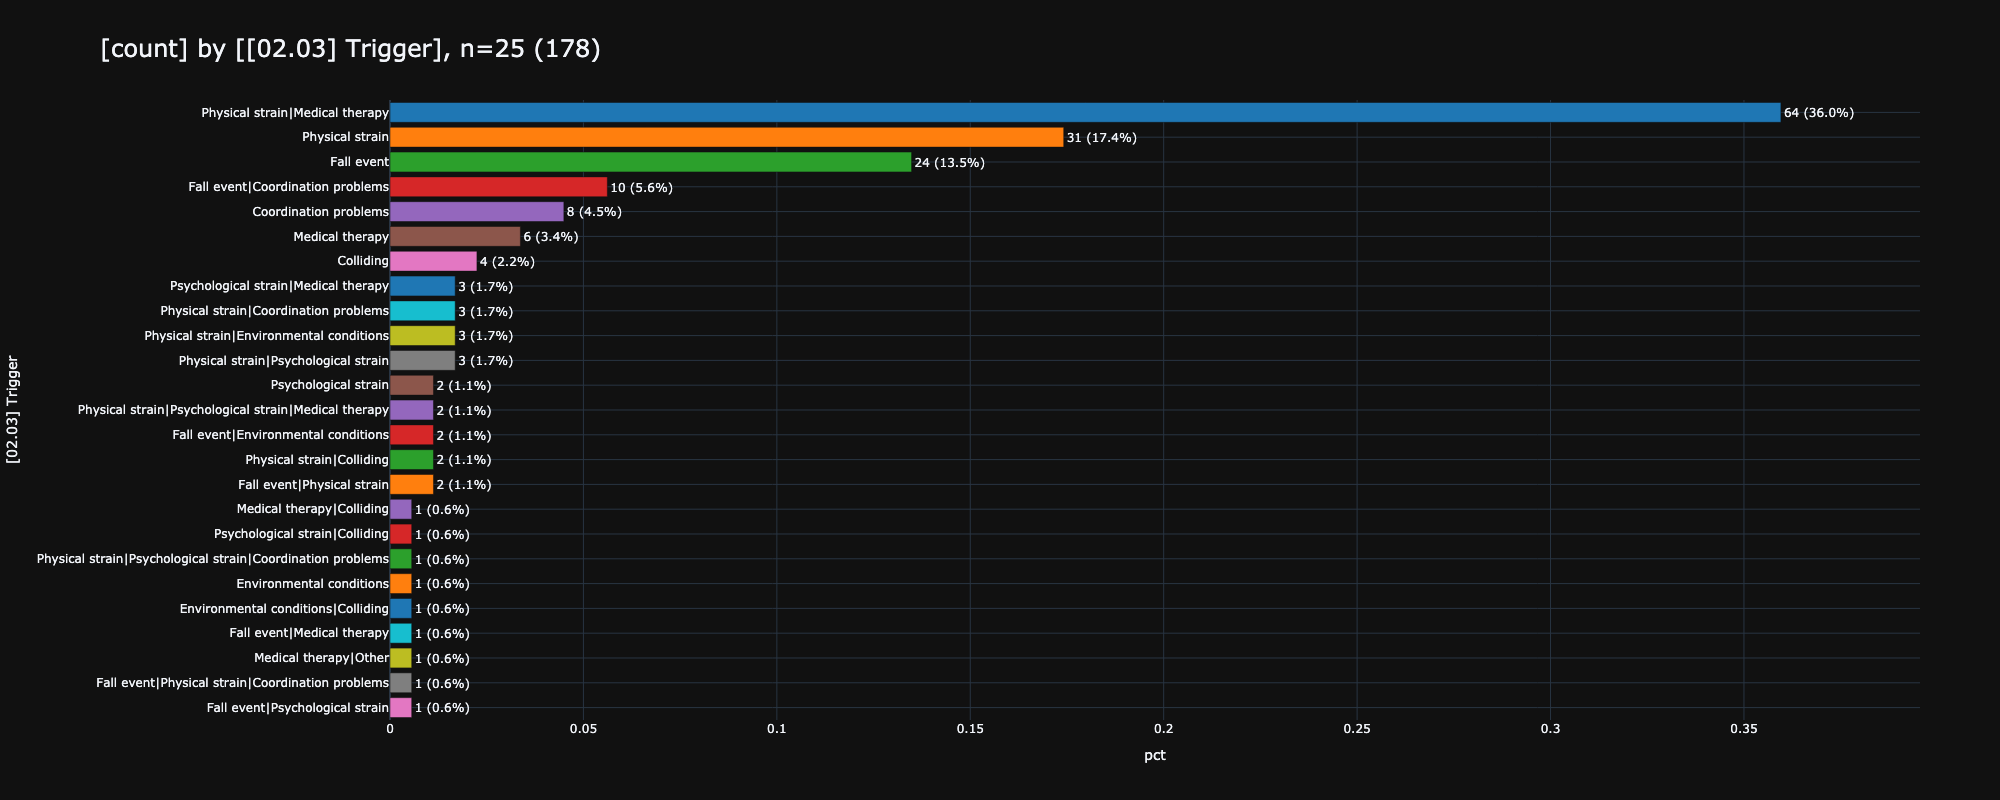 [count] by [[02.03] Trigger], n=25 (178)
[02.03] Trigger
Physical strain|Medical therapy 64 (36.0%)
Physical strain 31 (17.4%)
Fall event 24 (13.5%)
Fall event|Coordination problems 10 (5.6%)
Coordination problems 8 (4.5%)
Medical therapy 6 (3.4%)
Colliding 4 (2.2%)
Psychological strain|Medical therapy 3 (1.7%)
Physical strain|Coordination problems 3 (1.7%)
Physical strain|Environmental conditions 3 (1.7%)
Physical strain|Psychological strain 3 (1.7%)
Psychological strain 2 (1.1%)
Physical strain|Psychological strain|Medical therapy 2 (1.1%)
Fall event|Environmental conditions 2 (1.1%)
Physical strain|Colliding 2 (1.1%)
Fall event|Physical strain 2 (1.1%)
Medical therapy|Colliding 1 (0.6%)
Psychological strain|Colliding 1 (0.6%)
Physical strain|Psychological strain|Coordination problems 1 (0.6%)
Environmental conditions 1 (0.6%)
Environmental conditions|Colliding 1 (0.6%)
Fall event|Medical therapy 1 (0.6%)
Medical therapy|Other 1 (0.6%)
Fall event|Physical strain|Coordination problems 1 (0.6%)
Fall event|Psychological strain 1 (0.6%)
0 0.05 0.1 0.15 0.2 0.25 0.3 0.35
pct